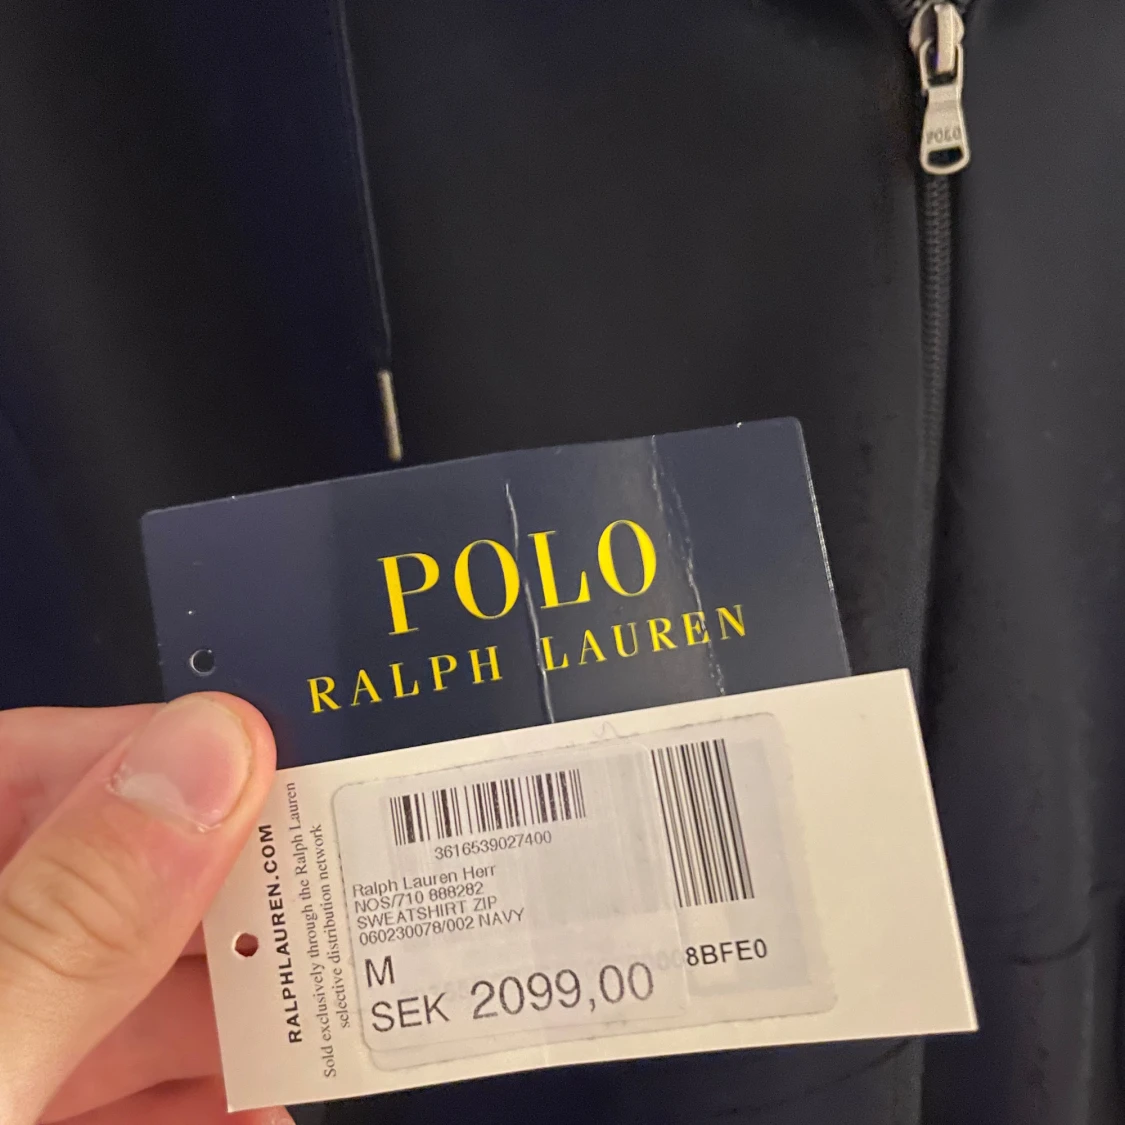 POLO
POLO
RALPH LAUREN
RALPHLAUREN.COM
Sold exclusively through the Ralph Lauren
selective distribution network
3616539027400
Ralph Lauren Herr
NOS/710 888282
SWEATSHIRT ZIP
060230078/002 NAVY
M
8BFE0
SEK 2099,00